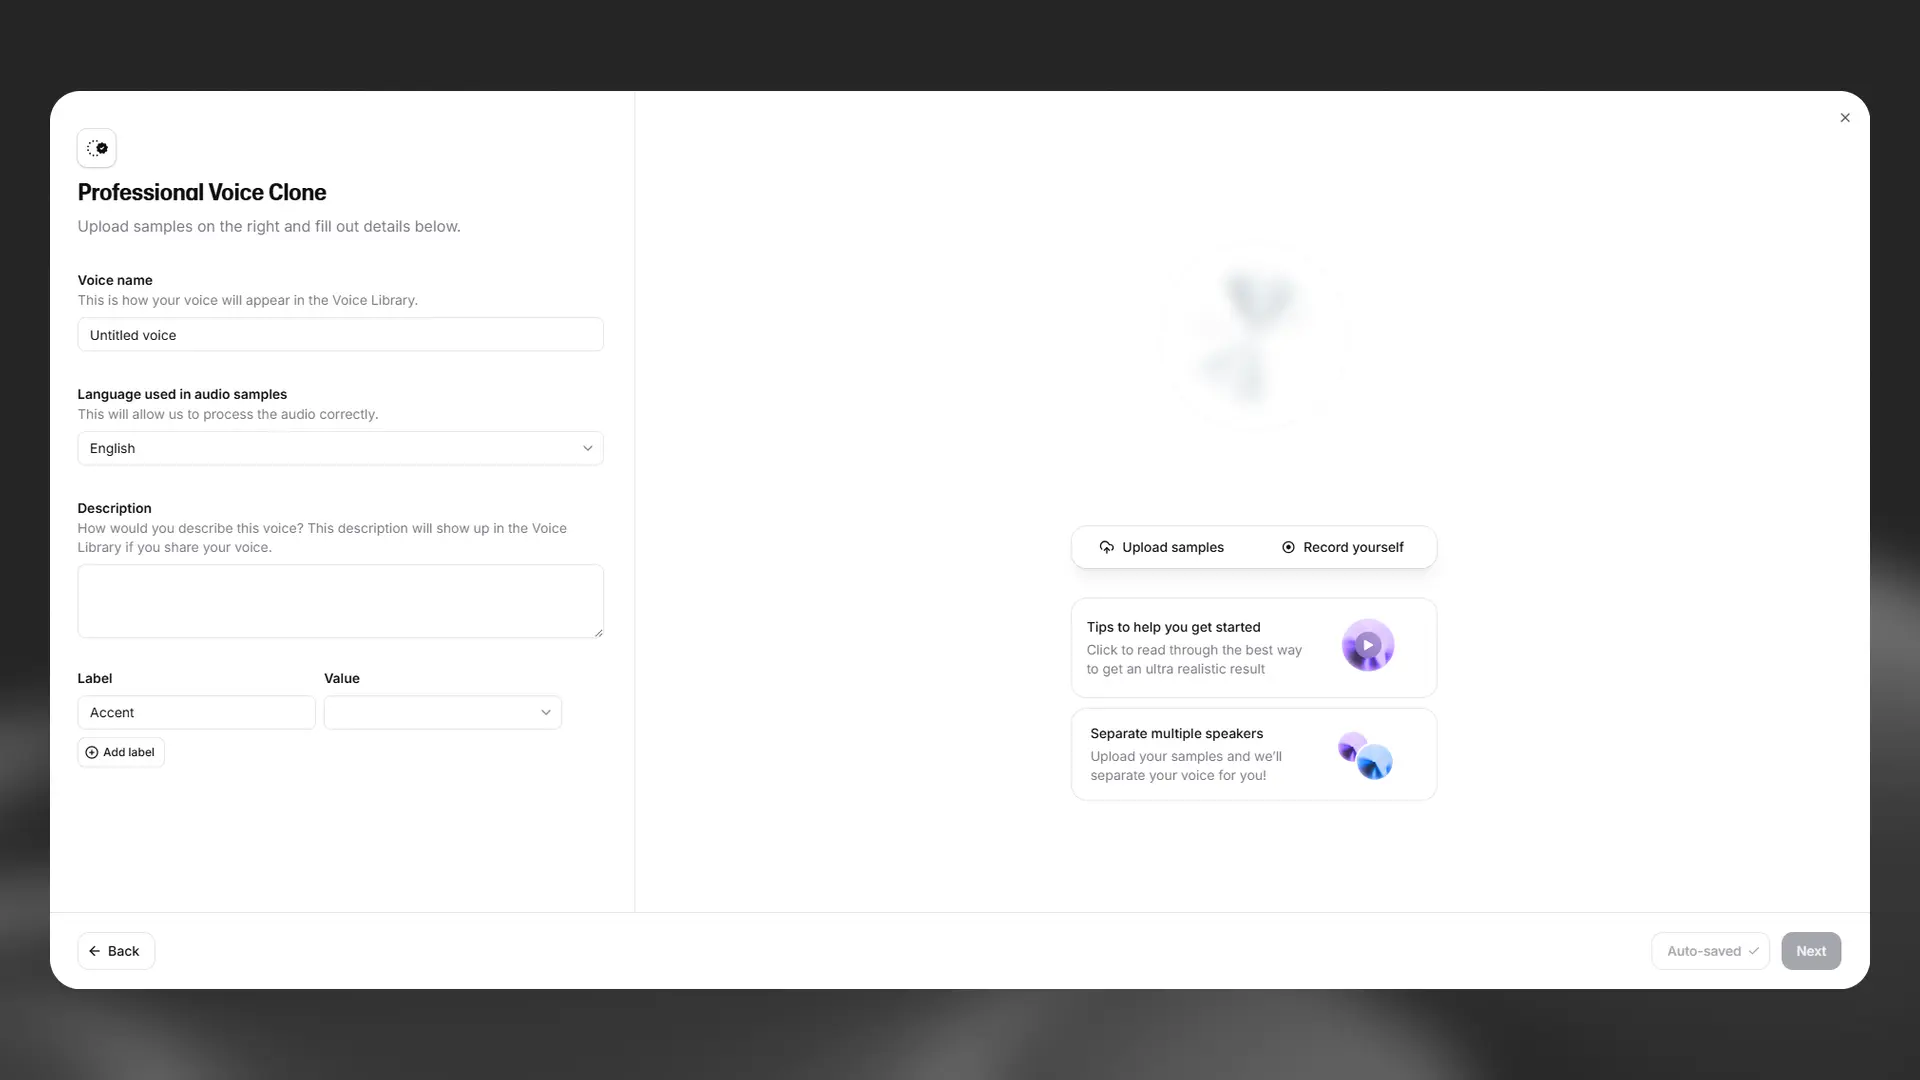 Professional Voice Clone
Upload samples on the right and fill out details below.
Voice name
This is how your voice will appear in the Voice Library.
Untitled voice
Language used in audio samples
This will allow us to process the audio correctly.
English
Description
How would you describe this voice? This description will show up in the Voice
Library if you share your voice.
Label
Value
Accent
Add label
Upload samples
Record yourself
Tips to help you get started
Click to read through the best way
to get an ultra realistic result
Separate multiple speakers
Upload your samples and we’ll
separate your voice for you!
Back
Auto-saved
Next